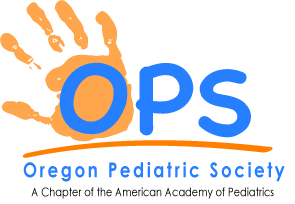 OPS
Oregon Pediatric Society
A Chapter of the American Academy of Pediatrics